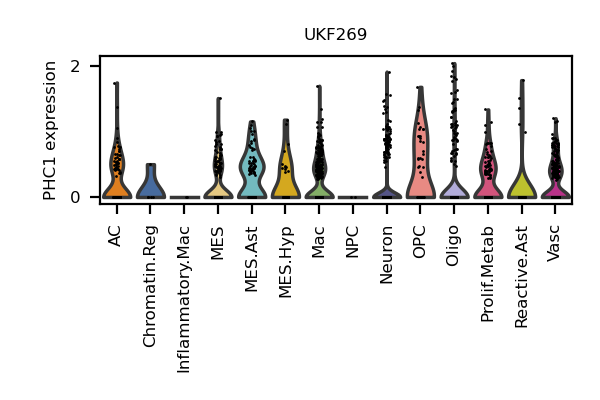 UKF269
PHC1 expression
2
0
AC
Chromatin.Reg
Inflammatory.Mac
MES
MES.Ast
MES.Hyp
Mac
NPC
Neuron
OPC
Oligo
Prolif.Metab
Reactive.Ast
Vasc